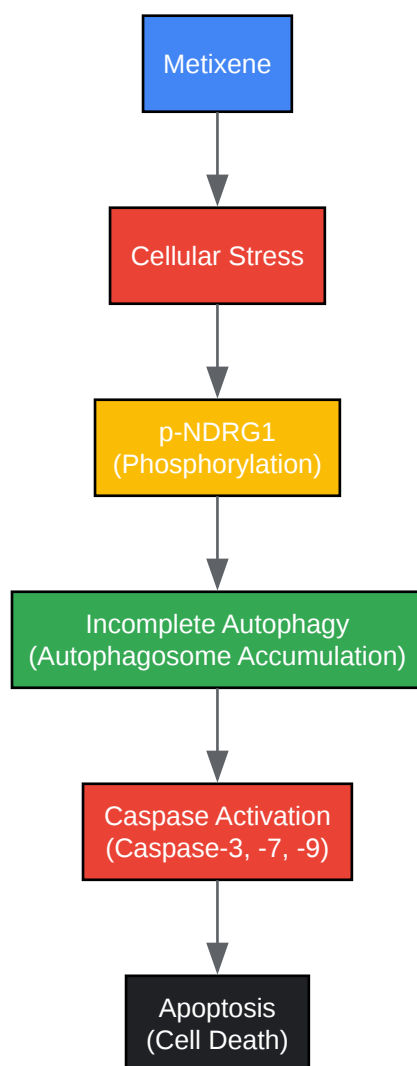 Metixene
Cellular Stress
p-NDRG1
(Phosphorylation)
Incomplete Autophagy
(Autophagosome Accumulation)
Caspase Activation
(Caspase-3, -7, -9)
Apoptosis
(Cell Death)